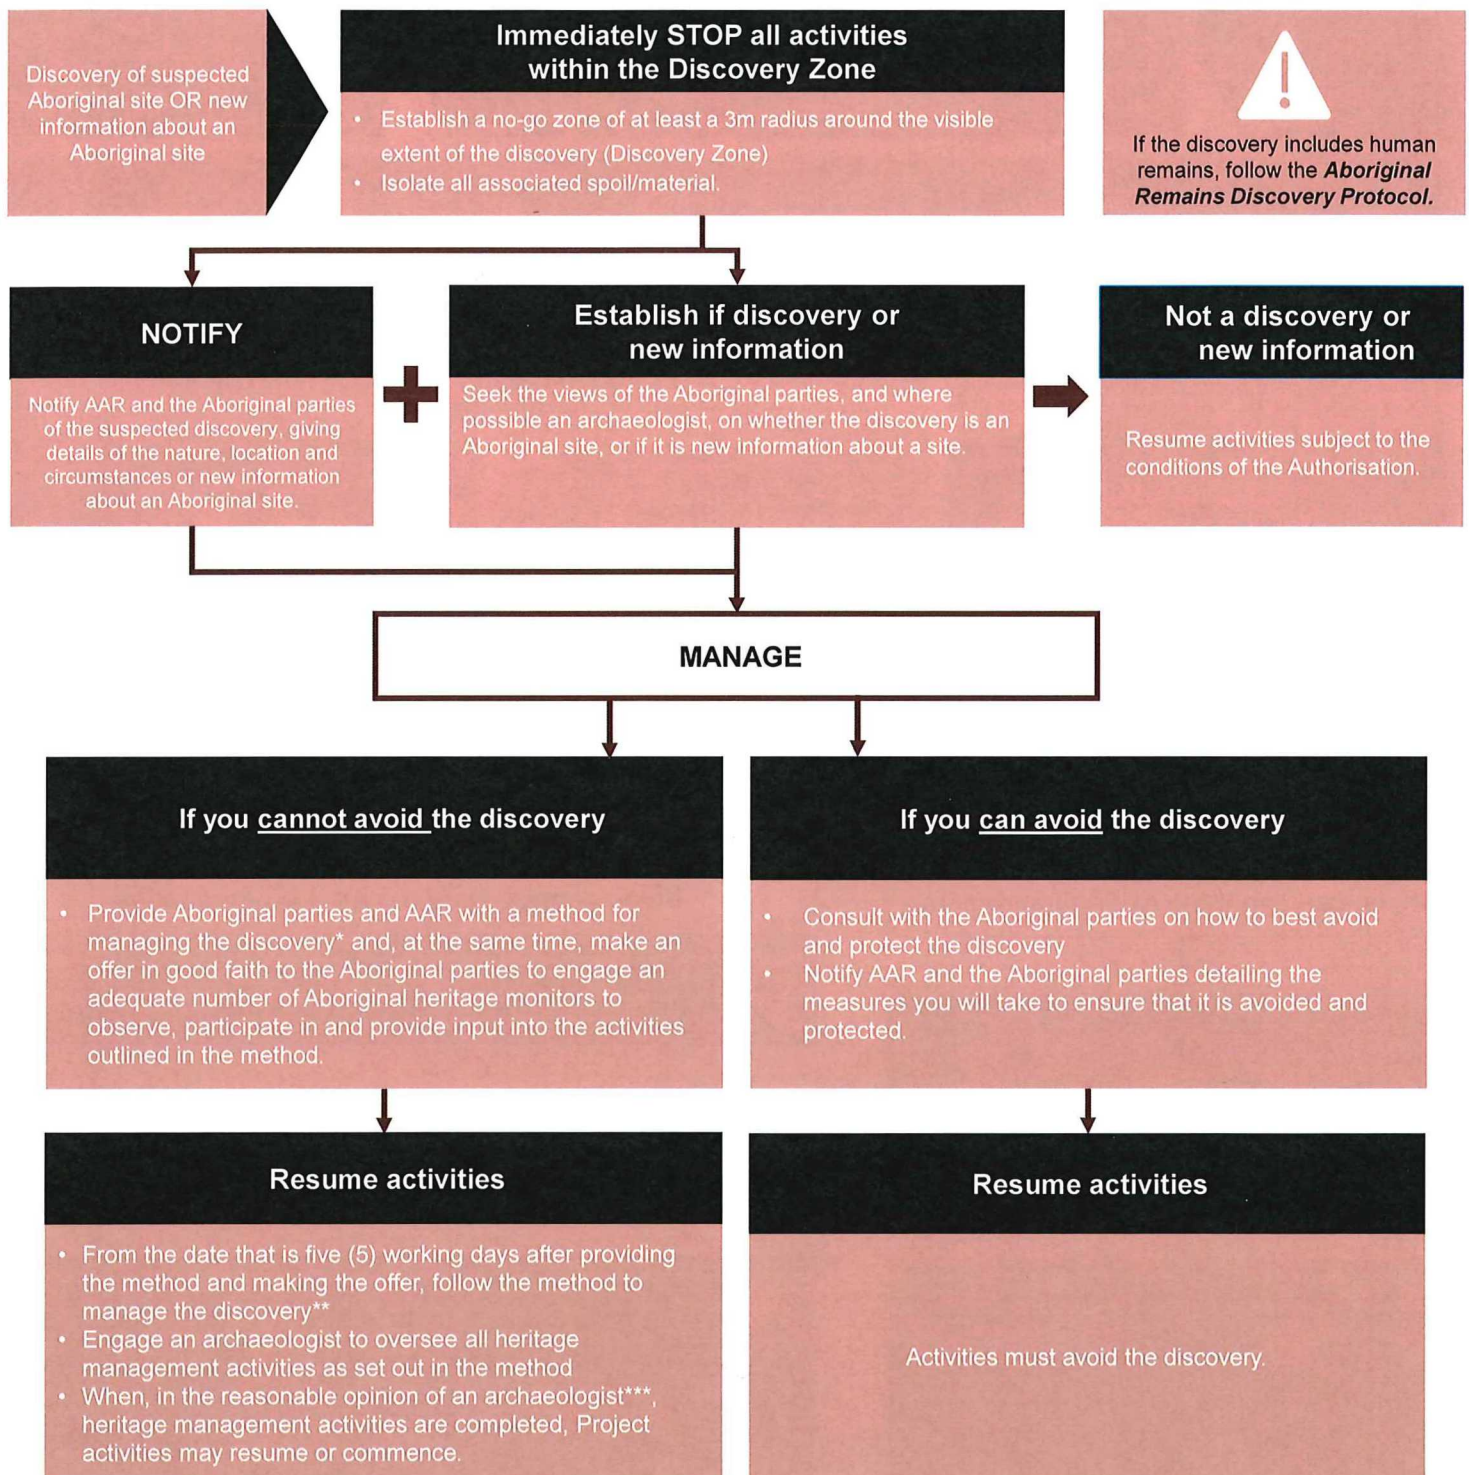 Discovery of suspected
Aboriginal site OR new
information about an
Aboriginal site
Immediately STOP all activities
within the Discovery Zone
• Establish a no-go zone of at least a 3m radius around the visible
extent of the discovery (Discovery Zone)
• Isolate all associated spoil/material.
If the discovery includes human
remains, follow the Aboriginal
Remains Discovery Protocol.
NOTIFY
Notify AAR and the Aboriginal parties
of the suspected discovery, giving
details of the nature, location and
circumstances or new information
about an Aboriginal site.
Establish if discovery or
new information
Seek the views of the Aboriginal parties, and where
possible an archaeologist, on whether the discovery is an
Aboriginal site, or if it is new information about a site.
Not a discovery or
new information
Resume activities subject to the
conditions of the Authorisation.
MANAGE
If you cannot avoid the discovery
• Provide Aboriginal parties and AAR with a method for
managing the discovery* and, at the same time, make an
offer in good faith to the Aboriginal parties to engage an
adequate number of Aboriginal heritage monitors to
observe, participate in and provide input into the activities
outlined in the method.
If you can avoid the discovery
• Consult with the Aboriginal parties on how to best avoid
and protect the discovery
• Notify AAR and the Aboriginal parties detailing the
measures you will take to ensure that it is avoided and
protected.
Resume activities
• From the date that is five (5) working days after providing
the method and making the offer, follow the method to
manage the discovery**
• Engage an archaeologist to oversee all heritage
management activities as set out in the method
• When, in the reasonable opinion of an archaeologist***,
heritage management activities are completed, Project
activities may resume or commence.
Resume activities
Activities must avoid the discovery.